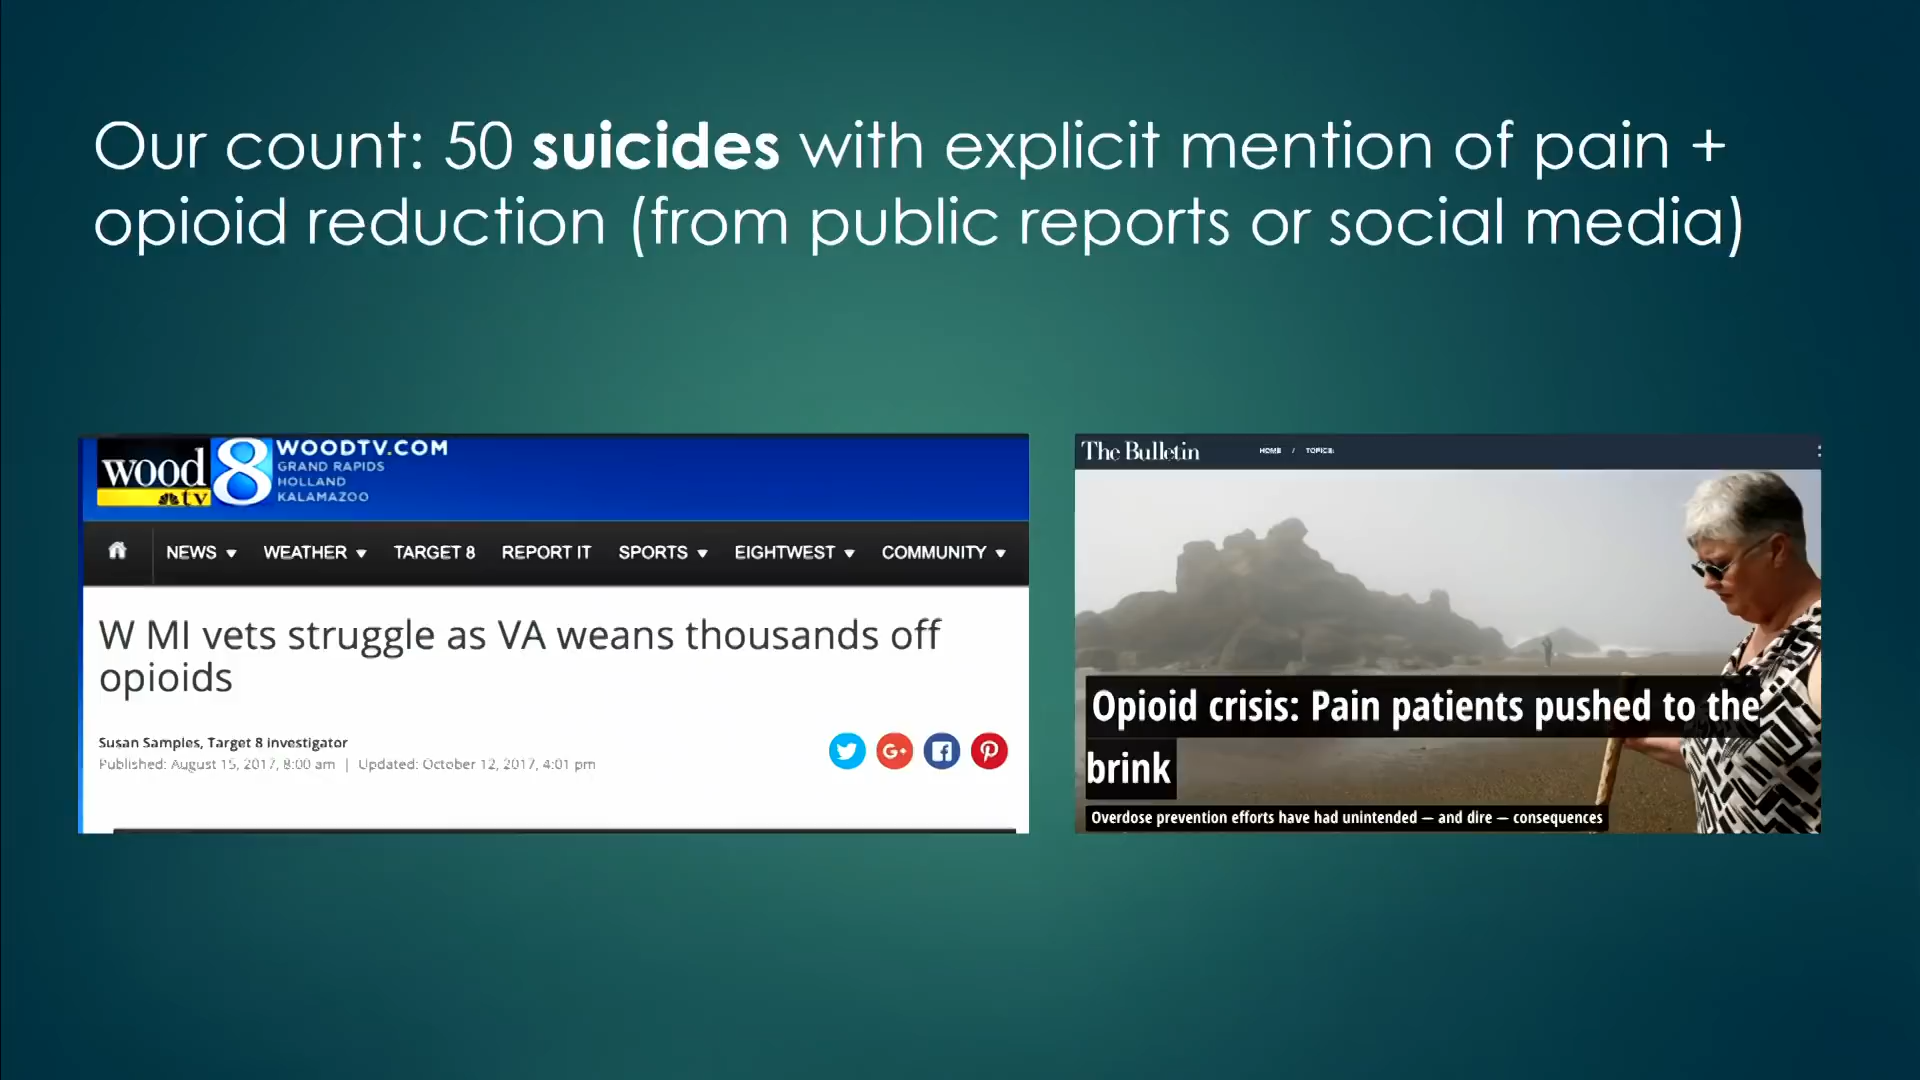 Our count: 50 suicides with explicit mention of pain +
opioid reduction (from public reports or social media)
wood
tv
8
WOODTV.COM
GRAND RAPIDS
HOLLAND
KALAMAZOO
NEWS WEATHER TARGET 8 REPORT IT SPORTS EIGHTWEST COMMUNITY
W MI vets struggle as VA weans thousands off
opioids
Susan Samples, Target 8 investigator
Published: August 15, 2017, 8:00 am | Updated: October 12, 2017, 4:01 pm
The Bulletin HOME / TOPICS
Opioid crisis: Pain patients pushed to the
brink
Overdose prevention efforts have had unintended — and dire — consequences